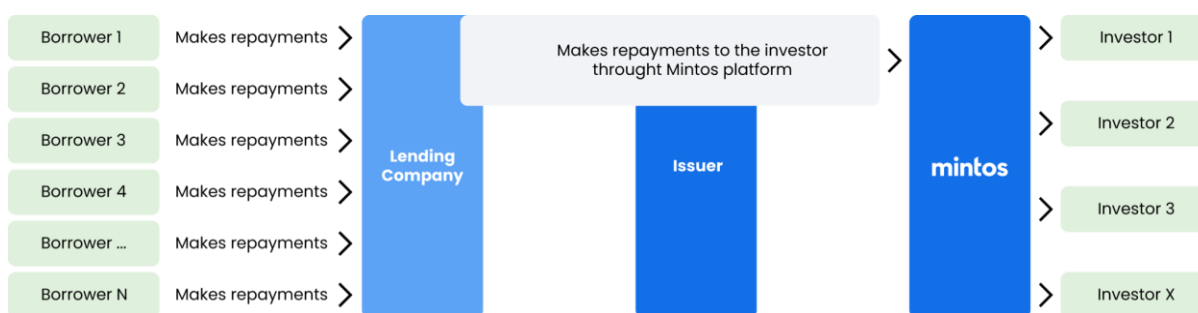 Borrower 1
Makes repayments
Borrower 2
Makes repayments
Borrower 3
Makes repayments
Borrower 4
Makes repayments
Borrower ...
Makes repayments
Borrower N
Makes repayments
Lending
Company
Makes repayments to the investor
throught Mintos platform
Issuer
mintos
Investor 1
Investor 2
Investor 3
Investor X